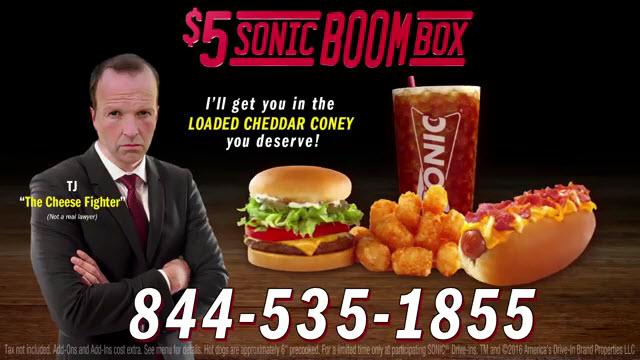 $5 SONIC BOOM BOX
I'll get you in the
LOADED CHEDDAR CONEY
you deserve!
TJ
"The Cheese Fighter"
(Not a real lawyer)
SONIC
844-535-1855
Tax not included. Add-Ons and Add-Ins cost extra. See menu for details. Hot dogs are approximately 6" precooked. For a limited time only at participating SONIC® Drive-Ins. TM and ©2016 America's Drive-In Brand Properties LLC